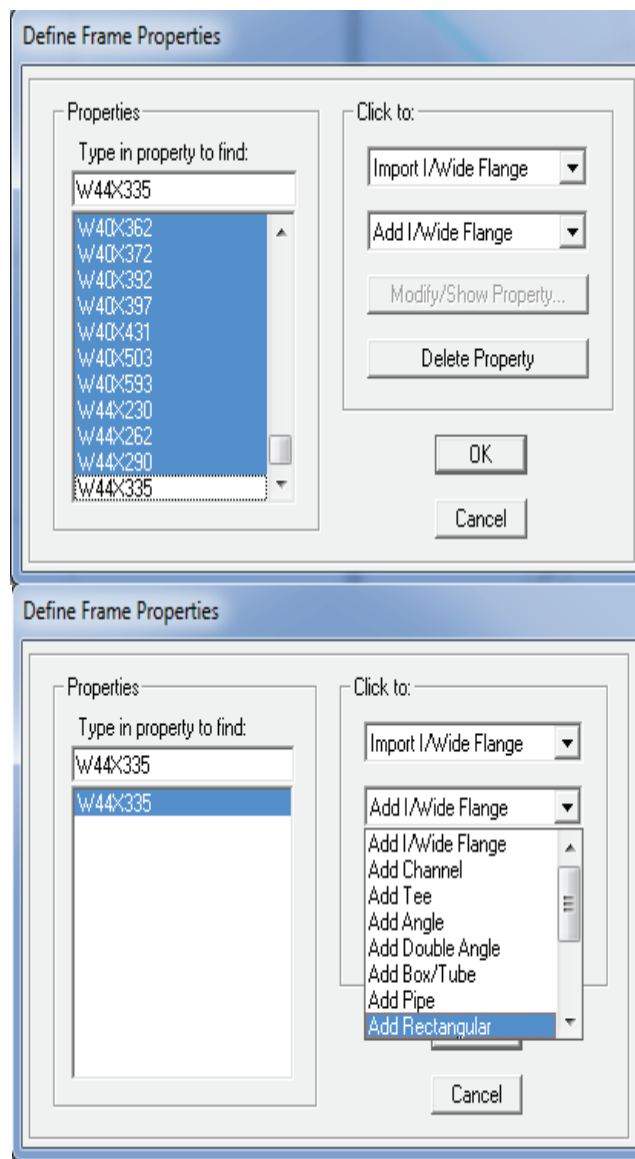 Define Frame Properties
Properties
Click to:
Type in property to find:
W44X335
Import I/Wide Flange
W40X362
W40X372
W40X392
W40X397
W40X431
W40X503
W40X593
W44X230
W44X262
W44X290
W44X335
Add I/Wide Flange
Modify/Show Property...
Delete Property
OK
Cancel
Define Frame Properties
Properties
Click to:
Type in property to find:
W44X335
Import I/Wide Flange
W44X335
Add I/Wide Flange
Add I/Wide Flange
Add Channel
Add Tee
Add Angle
Add Double Angle
Add Box/Tube
Add Pipe
Add Rectangular
Cancel